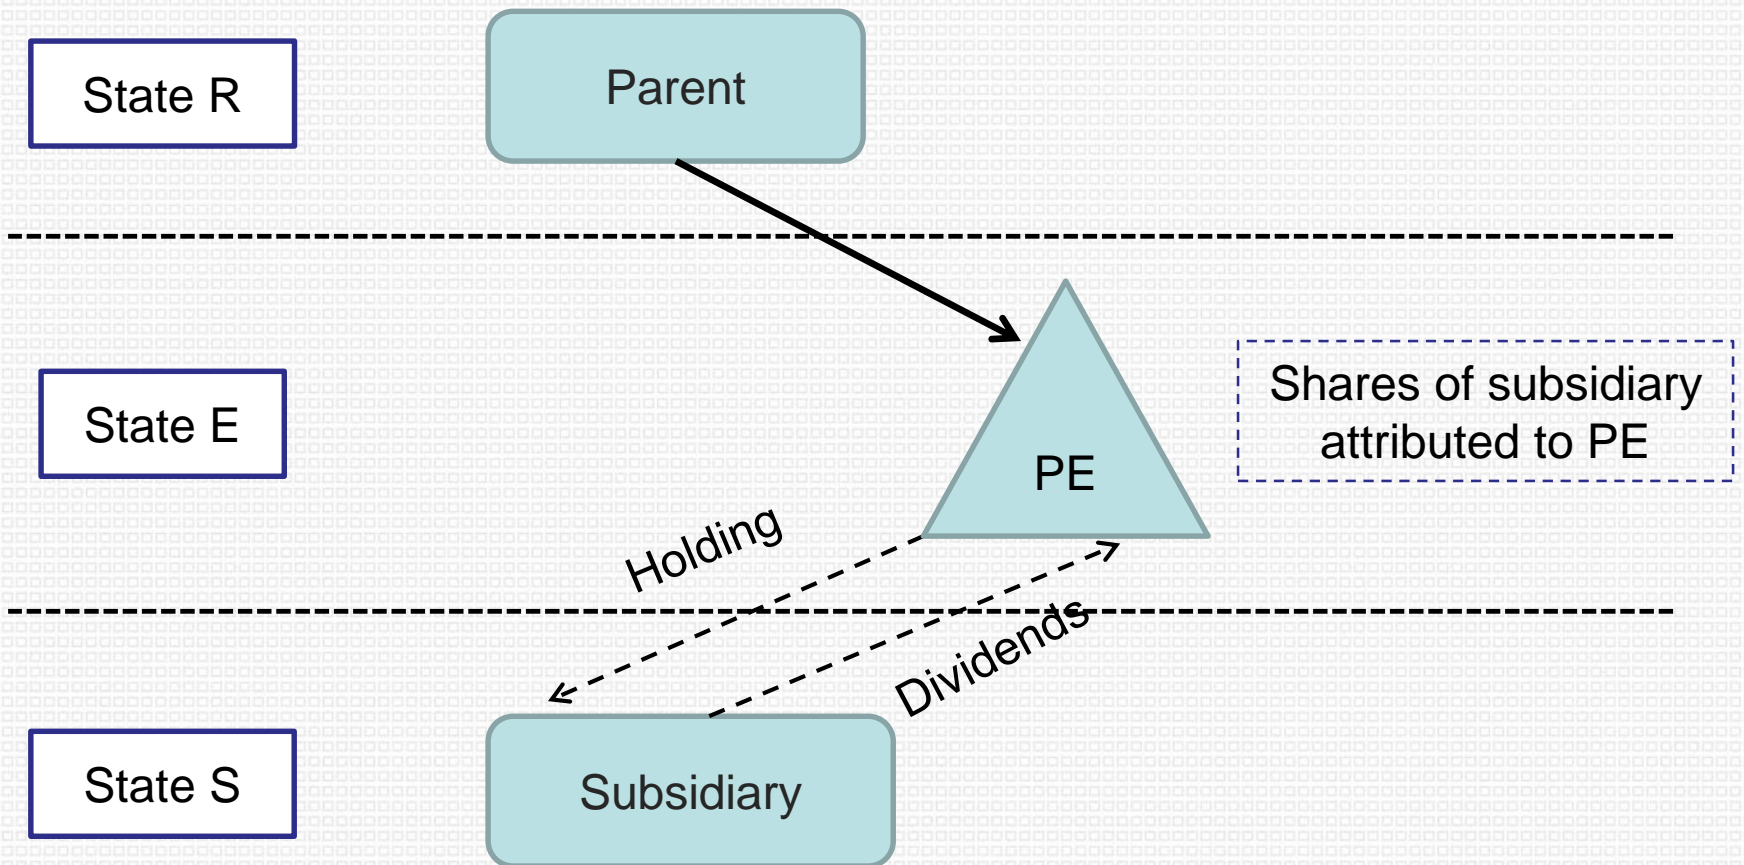 State R
Parent
State E
PE
Shares of subsidiary
attributed to PE
Holding
Dividends
State S
Subsidiary